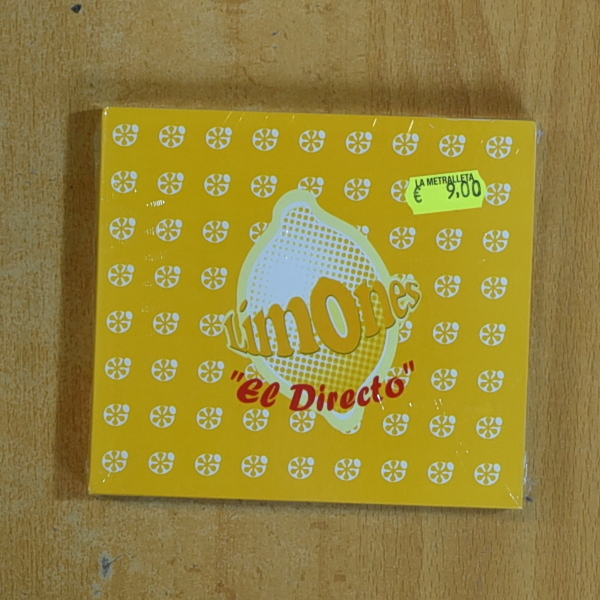 LA METRALLETA
€ 9,00
Limones
"El Directo"